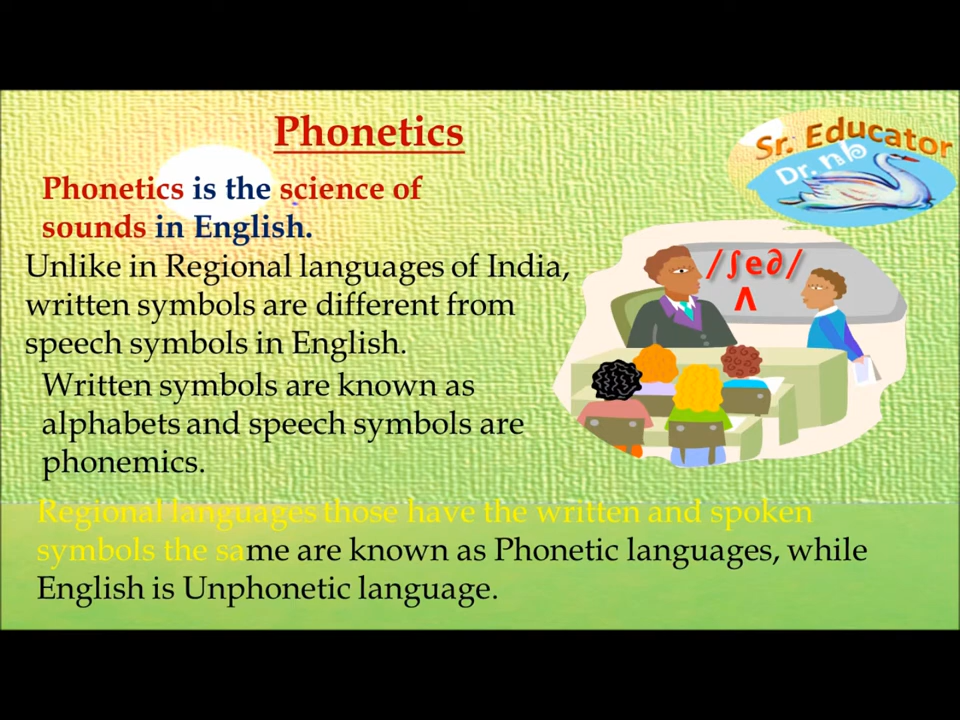 Phonetics
Sr. Educator
Dr. nb
Phonetics is the science of
sounds in English.
Unlike in Regional languages of India,
written symbols are different from
speech symbols in English.
/ʃe∂/
ʌ
Written symbols are known as
alphabets and speech symbols are
phonemics.
Regional languages those have the written and spoken
symbols the same are known as Phonetic languages, while
English is Unphonetic language.